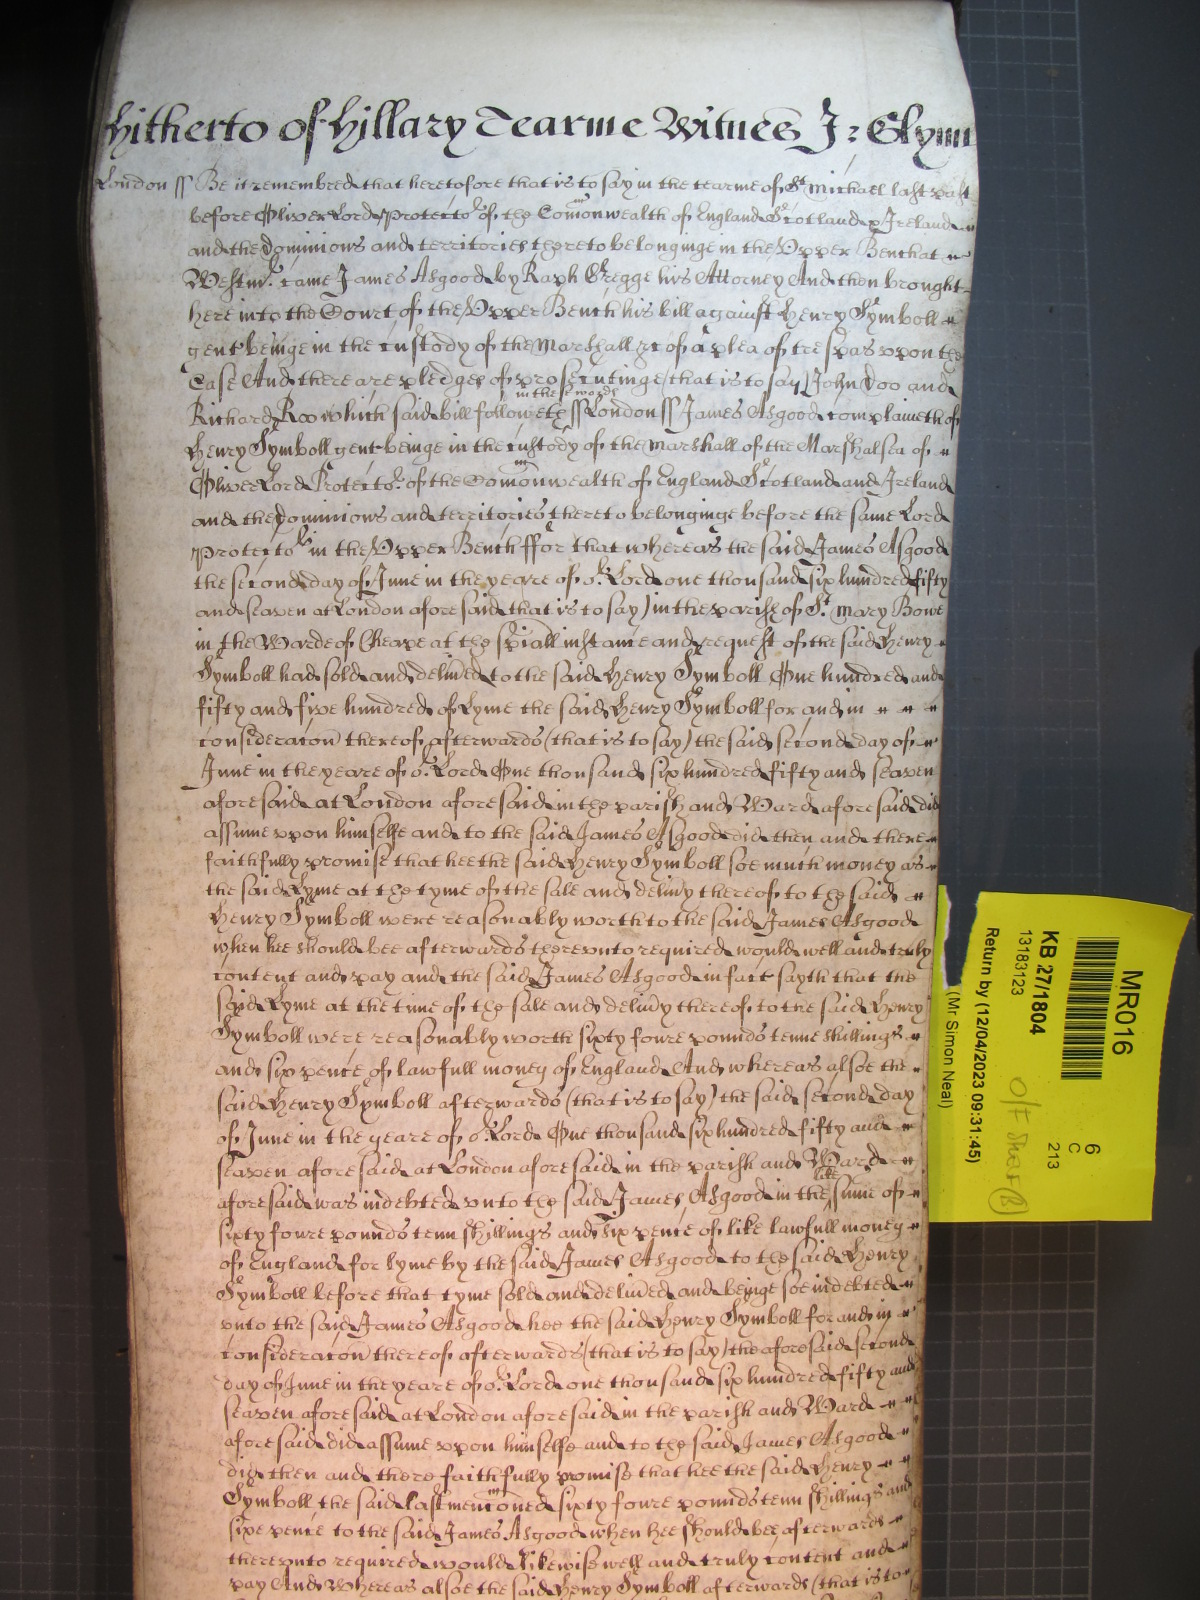 hitherto of Hillary Tearme Witnes J: Glynn
London ss Be it remembred that heretofore that is to say in the tearme of St Michael last past
before Oliver Lord Protector of the Comonwealth of England Scotland & Ireland
and the Dominions and territories thereto belonginge in the Upper Bench at
Westmr. came James Asgood by Raph Gregge his Attorney And then brought
here into the Court of the Upper Bench his bill against Henry Symboll
gent beinge in the custody of the Marshall &c of a plea of trespas uppon the
Case And there are pledges of prosecutinge that is to say John Doo and
Richard Roo which said bill followeth in these words ss London ss James Asgood complaineth of
Henry Symboll gent beinge in the custody of the Marshall of the Marshalsea of
Oliver Lord Protector of the Comonwealth of England Scotland and Ireland
and the Dominions and territories thereto belonginge before the same Lord
Protector in the Upper Bench ffor that whereas the said James Asgood
the second day of June in the yeare of or. Lord one thousand six hundred fifty
and seaven at London aforesaid that is to say) in the parish of St. Mary Bowe
in the Warde of Cheape at the spiall instance and request of the said Henry
Symboll had sold and delived to the said Henry Symboll One hundred and
fifty and five hundred of Lyme the said Henry Symboll for and in
consideracon thereof afterwards (that is to say) the said second day of
June in the yeare of or. Lord One thousand six hundred fifty and seaven
aforesaid at London aforesaid in the parish and Ward aforesaid did
assume uppon himselfe and to the said James Asgood did then and there
faithfully promise that hee the said Henry Symboll soe much money as
the said Lyme at the tyme of the sale and delivy thereof to the said
Henry Symboll were reasonably worth to the said James Asgood
when hee should bee afterwards thereunto required would well and truly
content and pay and the said James Asgood in fact sayth that the
said Lyme at the time of the sale and delivy thereof to the said Henry
Symboll were reasonably worth sixty foure pounds tenne shillings
and six pence of lawfull money of England And whereas alsoe the
said Henry Symboll afterwards (that is to say) the said second day
of June in the yeare of or. Lord One thousand six hundred fifty and
seaven aforesaid at London aforesaid in the parish and Ward
aforesaid was indebted unto the said James Asgood in the like sume of
sixty foure pounds tenn shillings and six pence of like lawfull money
of England for lyme by the said James Asgood to the said Henry
Symboll before that tyme sold and delived and beinge soe indebted
unto the said James Asgood hee the said Henry Symboll for and in
consideracon thereof afterwards (that is to say) the aforesaid second
day of June in the yeare of or. Lord one thousand six hundred fifty and
seaven aforesaid at London aforesaid in the parish and Ward
aforesaid did assume uppon himselfe and to the said James Asgood
did then and there faithfully promise that hee the said Henry
Symboll the said last menconed sixty foure pounds tenn shillings and
sixe pence to the said James Asgood when hee should bee afterwards
thereunto required would likewise well and truly content and
pay And Whereas alsoe the said Henry Symboll afterwards (that is to
MR016
6
C
213
KB 27/1804
13183123
Return by (12/04/2023 09:31:45)
(Mr Simon Neal)